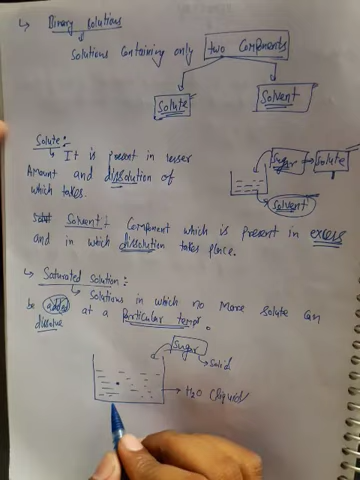 Binary solutions
Solutions containing only two Components
Solute
Solvent
Solute :-
It is present in lesser
Amount and dissolution of
which takes.
Sugar → Solute
Solvent
Solvent :- Component which is present in excess
and in which dissolution takes place.
Saturated Solution :-
Solutions in which no more solute can
be added at a particular tempr.
dissolve
Sugar
Solid
H2O (liquid)